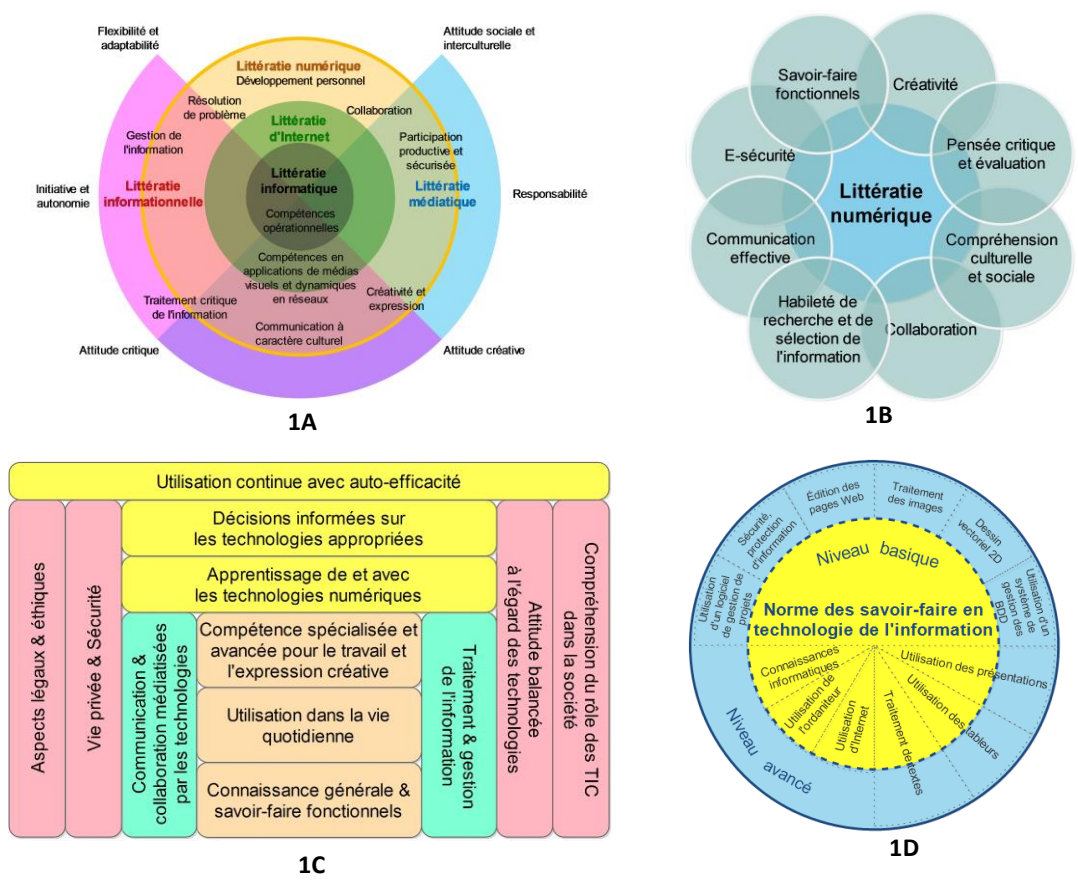 Flexibilité et
adaptabilité
Attitude sociale et
interculturelle
Littératie numérique
Développement personnel
Résolution
de problème
Collaboration
Littératie
d'Internet
Gestion de
l'information
Participation
productive et
sécurisée
Littératie
informatique
Initiative et
autonomie
Littératie
informationnelle
Littératie
médiatique
Responsabilité
Compétences
opérationnelles
Compétences en
applications de médias
visuels et dynamiques
en réseaux
Traitement critique
de l'information
Créativité et
expression
Communication à
caractère culturel
Attitude critique
Attitude créative
1A
Savoir-faire
fonctionnels
Créativité
E-sécurité
Pensée critique
et évaluation
Littératie
numérique
Communication
effective
Compréhension
culturelle
et sociale
Habileté de
recherche et de
sélection de
l'information
Collaboration
1B
Utilisation continue avec auto-efficacité
Aspects légaux & éthiques
Vie privée & Sécurité
Décisions informées sur
les technologies appropriées
Apprentissage de et avec
les technologies numériques
Communication &
collaboration médiatisées
par les technologies
Compétence spécialisée et
avancée pour le travail et
l'expression créative
Utilisation dans la vie
quotidienne
Connaissance générale &
savoir-faire fonctionnels
Traitement & gestion
de l'information
Attitude balancée
à l'égard des technologies
Compréhension du rôle des TIC
dans la société
1C
Utilisation
d'un logiciel
de gestion de
projets
Sécurité,
protection
d'information
Édition des
pages Web
Traitement
des images
Dessin
vectoriel 2D
Utilisation d'un
système de
gestion des
BDD
Niveau basique
Norme des savoir-faire en
technologie de l'information
Connaissances
informatiques
Utilisation de
l'ordaniteur
Utilisation
d'Internet
Traitement de textes
Utilisation des tableurs
Utilisation des présentations
Niveau avancé
1D